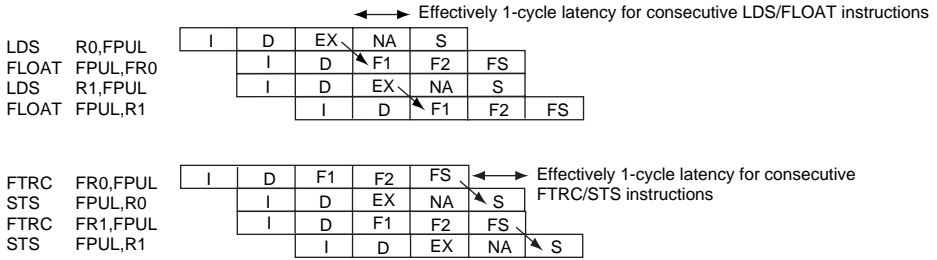 Effectively 1-cycle latency for consecutive LDS/FLOAT instructions
LDS R0,FPUL I D EX NA S
FLOAT FPUL,FR0 I D F1 F2 FS
LDS R1,FPUL I D EX NA S
FLOAT FPUL,R1 I D F1 F2 FS
Effectively 1-cycle latency for consecutive
FTRC/STS instructions
FTRC FR0,FPUL I D F1 F2 FS
STS FPUL,R0 I D EX NA S
FTRC FR1,FPUL I D F1 F2 FS
STS FPUL,R1 I D EX NA S